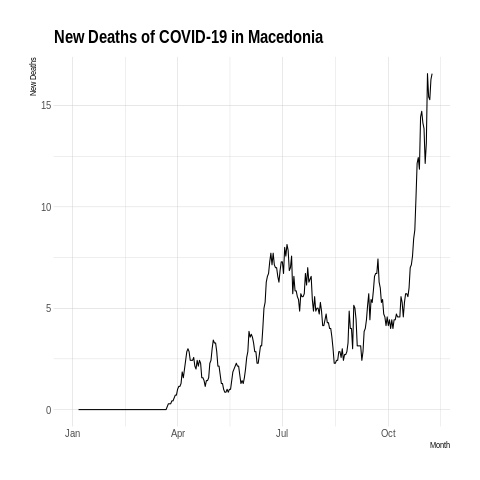 New Deaths of COVID-19 in Macedonia
New Deaths
15
10
5
0
Jan Apr Jul Oct
Month